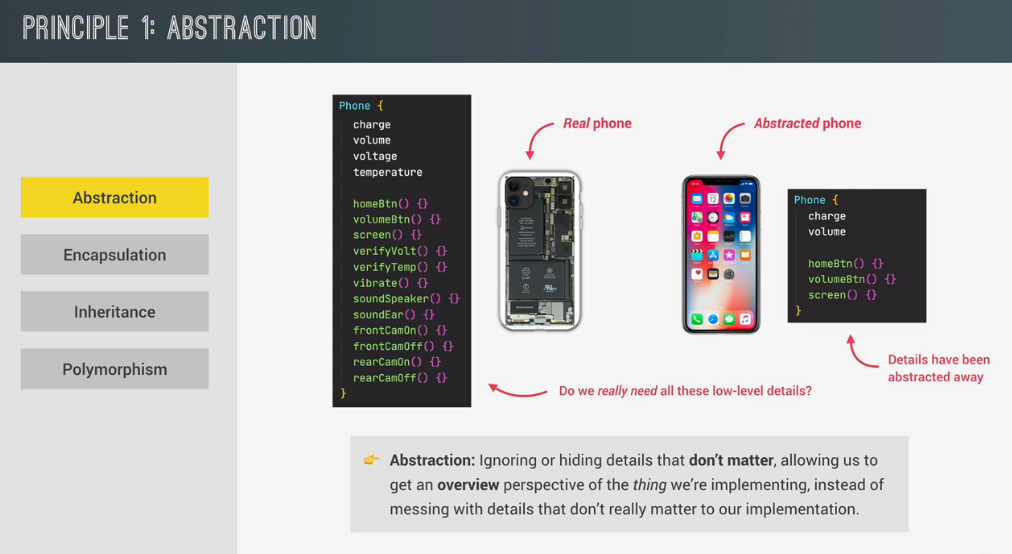 PRINCIPLE 1: ABSTRACTION
Abstraction
Encapsulation
Inheritance
Polymorphism
Phone {
charge
volume
voltage
temperature
homeBtn() {}
volumeBtn() {}
screen() {}
verifyVolt() {}
verifyTemp() {}
vibrate() {}
soundSpeaker() {}
soundEar() {}
frontCamOn() {}
frontCamOff() {}
rearCamOn() {}
rearCamOff() {}
}
Real phone
Abstracted phone
Phone {
charge
volume
homeBtn() {}
volumeBtn() {}
screen() {}
}
Details have been
abstracted away
Do we really need all these low-level details?
👉 Abstraction: Ignoring or hiding details that don’t matter, allowing us to
get an overview perspective of the thing we’re implementing, instead of
messing with details that don’t really matter to our implementation.